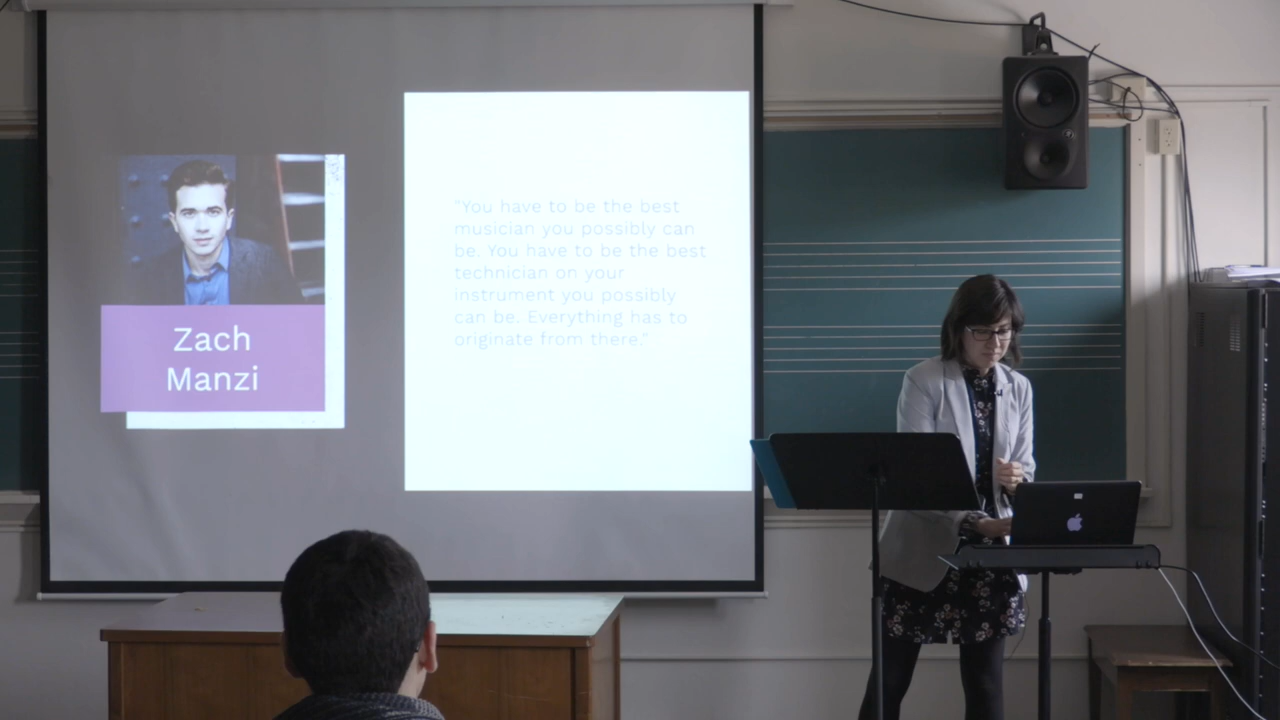 Zach
Manzi
"You have to be the best
musician you possibly can
be. You have to be the best
technician on your
instrument you possibly
can be. Everything has to
originate from there."